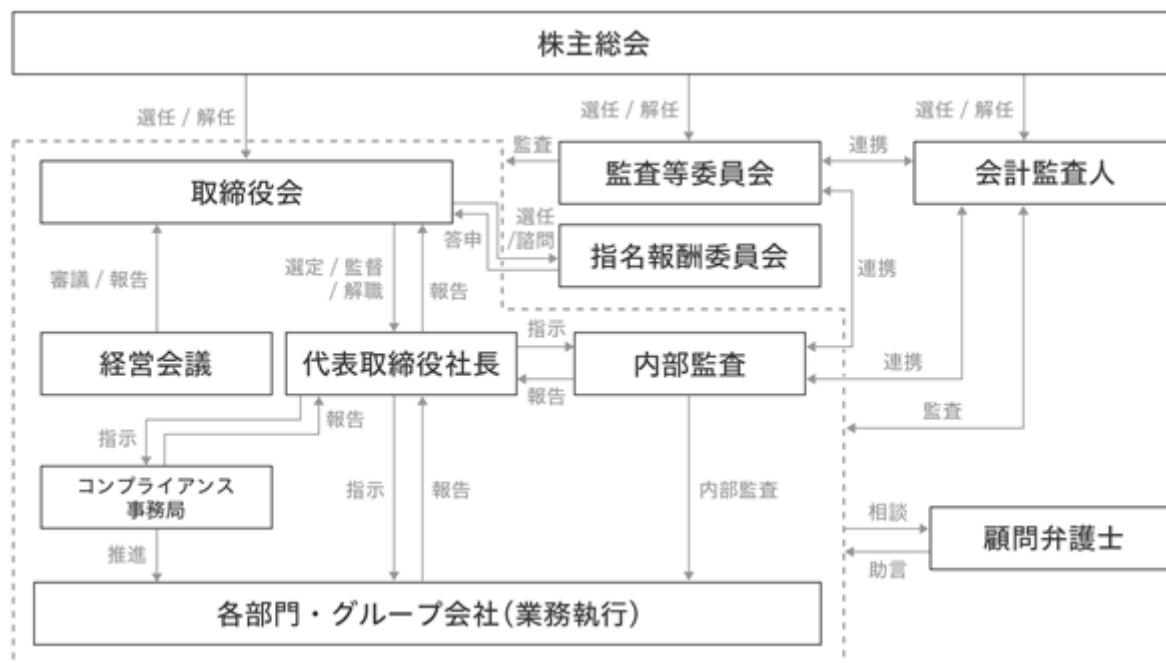 株主総会
選任 / 解任
選任 / 解任
選任 / 解任
監査
監査等委員会
連携
会計監査人
取締役会
選任
/諮問
答申
指名報酬委員会
連携
審議 / 報告
選定 / 監督
/ 解職
報告
指示
経営会議
代表取締役社長
内部監査
連携
報告
報告
監査
指示
コンプライアンス
事務局
指示
報告
内部監査
相談
顧問弁護士
助言
推進
各部門・グループ会社(業務執行)